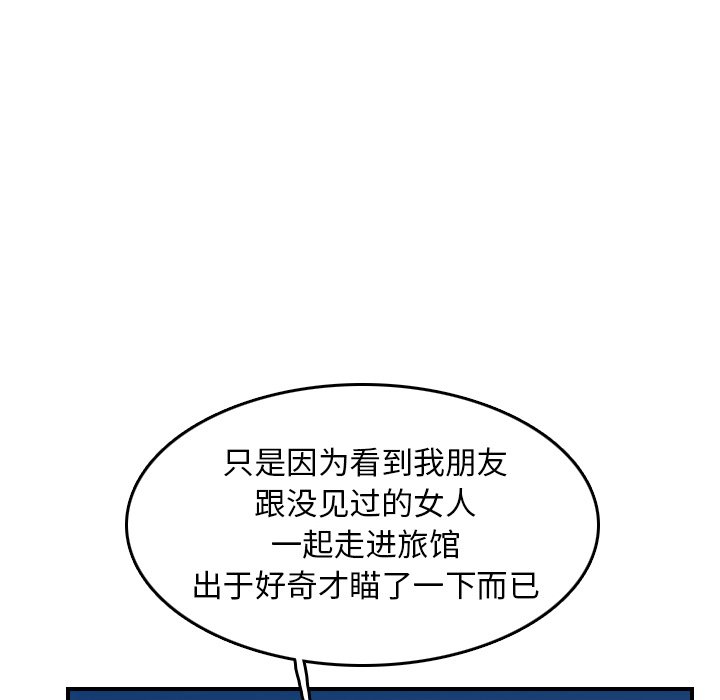 只是因为看到我朋友
跟没见过的女人
一起走进旅馆
出于好奇才瞄了一下而已